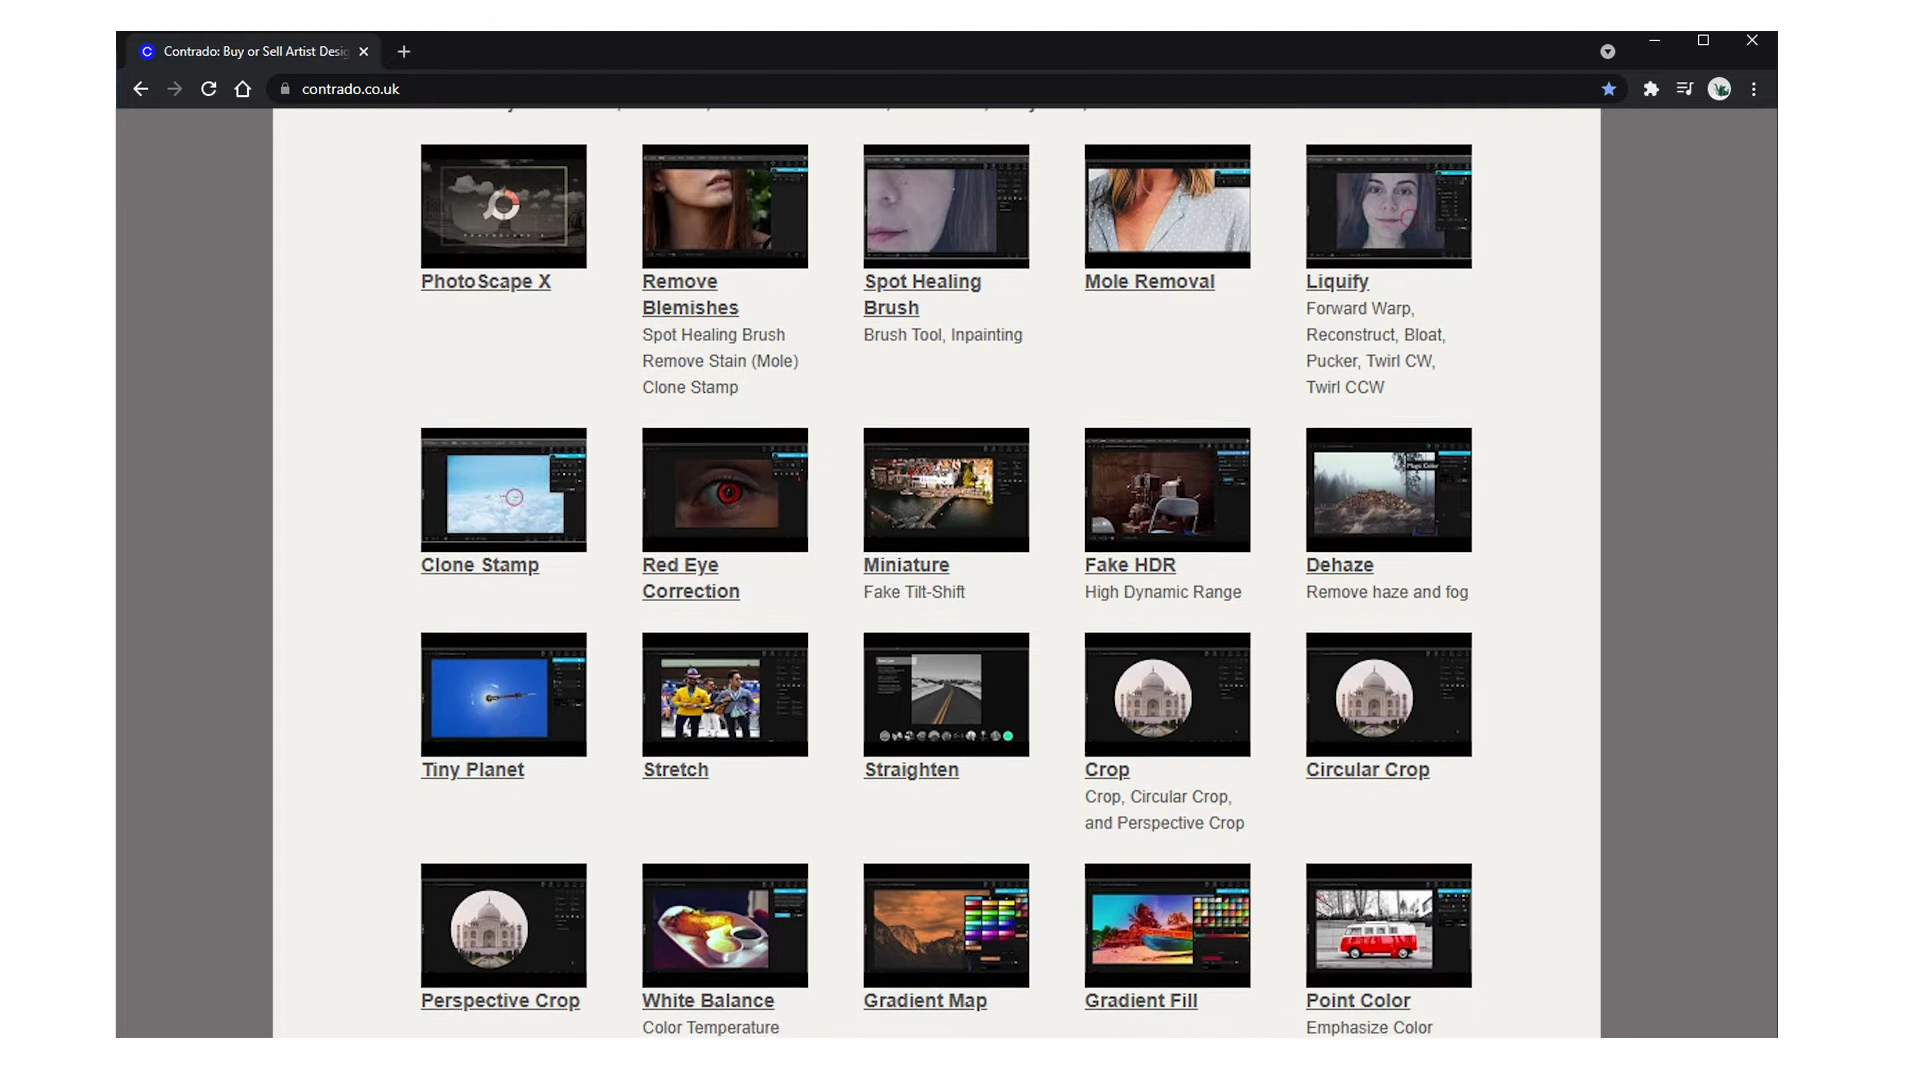 Contrado: Buy or Sell Artist Desig
contrado.co.uk
PhotoScape X
Remove
Blemishes
Spot Healing Brush
Remove Stain (Mole)
Clone Stamp
Spot Healing
Brush
Brush Tool, Inpainting
Mole Removal
Liquify
Forward Warp,
Reconstruct, Bloat,
Pucker, Twirl CW,
Twirl CCW
Clone Stamp
Red Eye
Correction
Miniature
Fake Tilt-Shift
Fake HDR
High Dynamic Range
Magic Color
Dehaze
Remove haze and fog
Tiny Planet
Stretch
Straighten
Crop
Crop, Circular Crop,
and Perspective Crop
Circular Crop
Perspective Crop
White Balance
Color Temperature
Gradient Map
Gradient Fill
Point Color
Emphasize Color